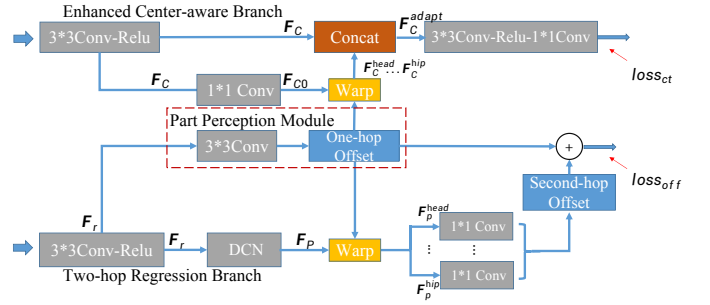 Enhanced Center-aware Branch
3*3Conv-Relu
F_C
Concat
F_C^adapt
3*3Conv-Relu-1*1Conv
loss_ct
F_C
1*1 Conv
F_C0
Warp
F_C^head ... F_C^hip
Part Perception Module
3*3Conv
One-hop
Offset
+
loss_off
Second-hop
Offset
F_r
3*3Conv-Relu
F_r
DCN
F_P
Warp
F_p^head
1*1 Conv
⋮ ⋮
1*1 Conv
F_p^hip
Two-hop Regression Branch